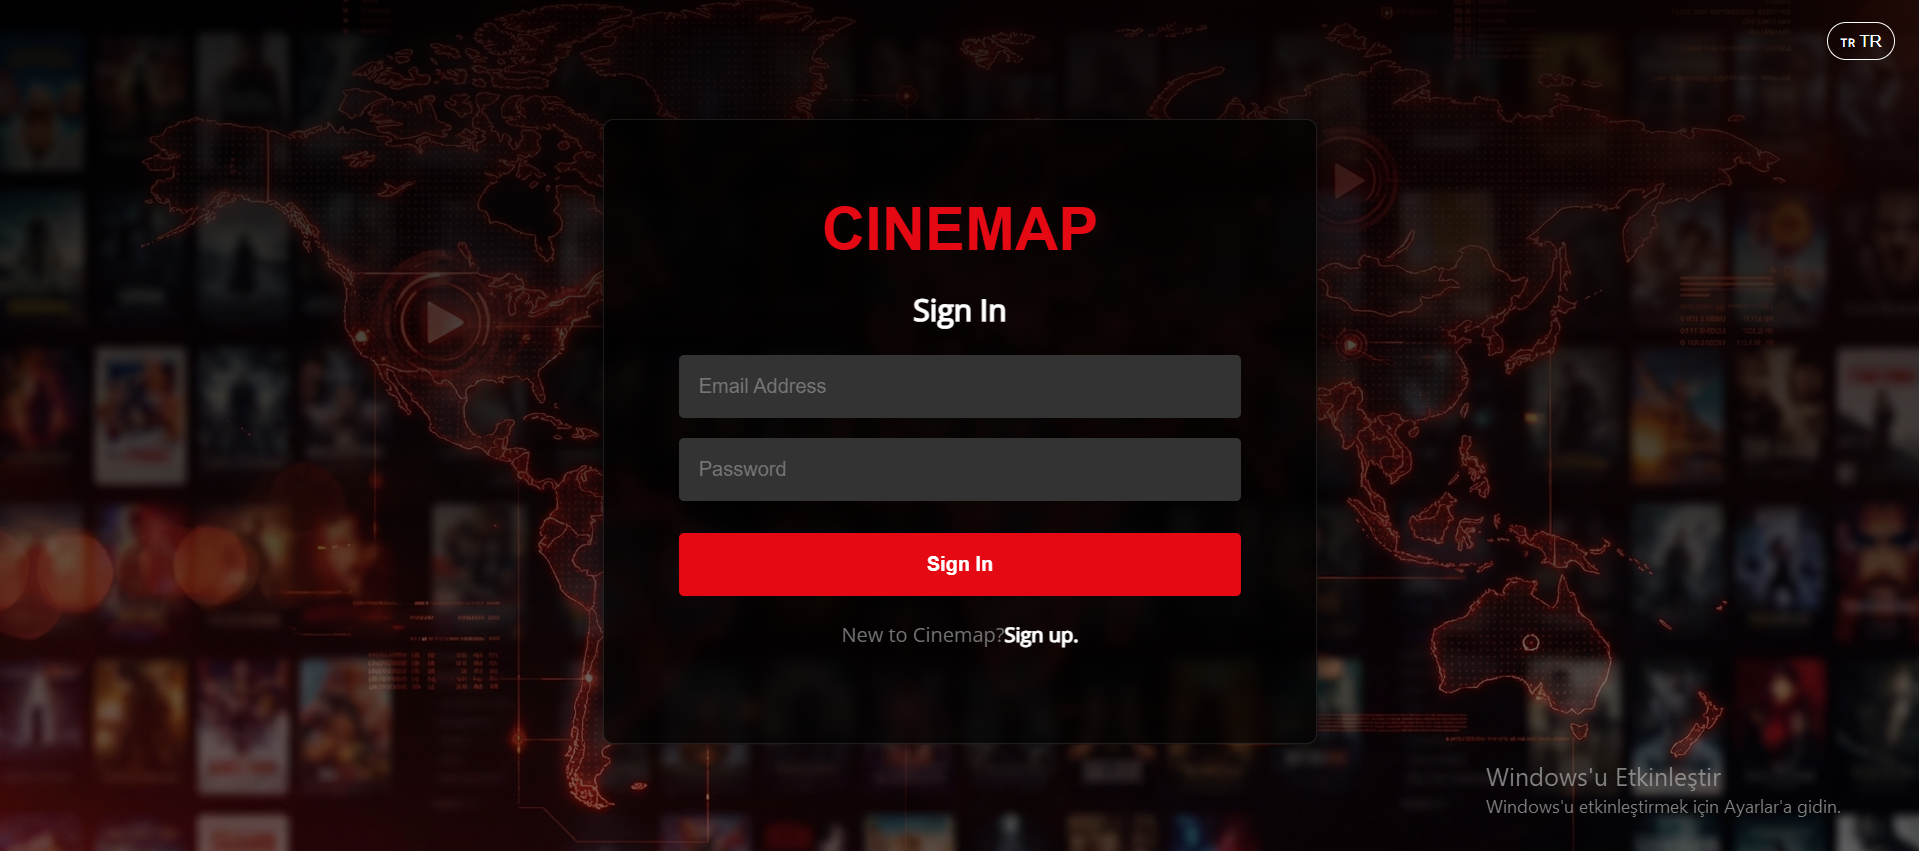 TR TR
CINEMAP
Sign In
Email Address
Password
Sign In
New to Cinemap?Sign up.
Windows'u Etkinleştir
Windows'u etkinleştirmek için Ayarlar'a gidin.